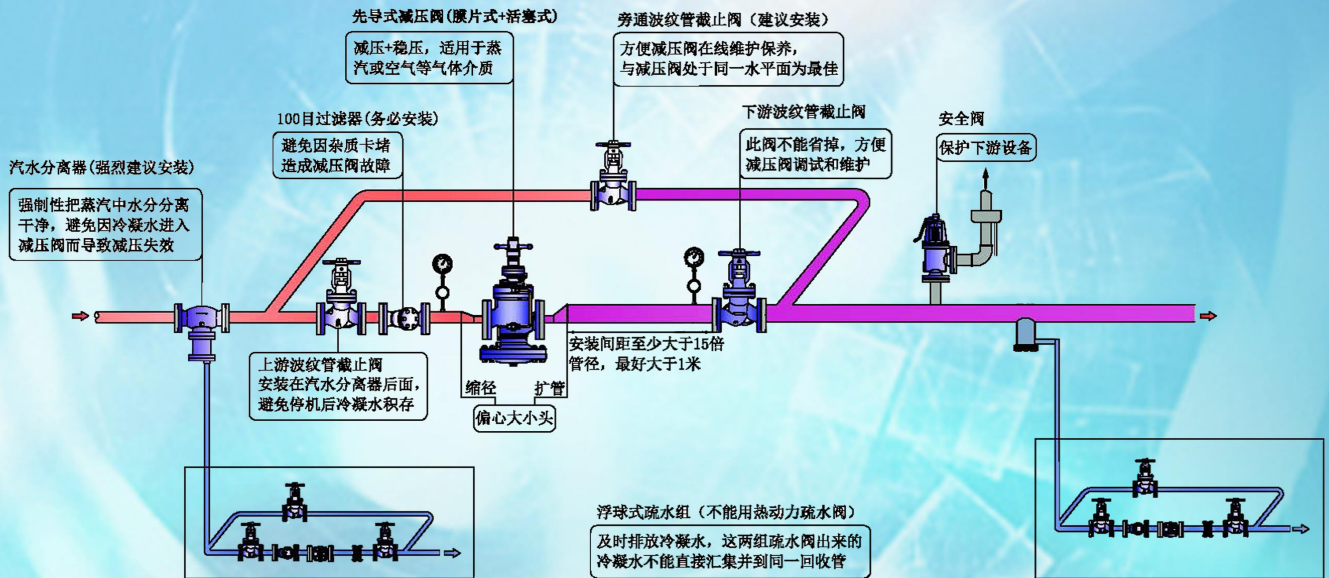 先导式减压阀(膜片式+活塞式)
减压+稳压，适用于蒸
汽或空气等气体介质
旁通波纹管截止阀（建议安装）
方便减压阀在线维护保养，
与减压阀处于同一水平面为最佳
100目过滤器(务必安装)
避免因杂质卡堵
造成减压阀故障
下游波纹管截止阀
此阀不能省掉，方便
减压阀调试和维护
安全阀
保护下游设备
汽水分离器(强烈建议安装)
强制性把蒸汽中水分分离
干净，避免因冷凝水进入
减压阀而导致减压失效
上游波纹管截止阀
安装在汽水分离器后面，
避免停机后冷凝水积存
安装间距至少大于15倍
管径，最好大于1米
缩径
扩管
偏心大小头
浮球式疏水组（不能用热动力疏水阀）
及时排放冷凝水，这两组疏水阀出来的
冷凝水不能直接汇集并到同一回收管